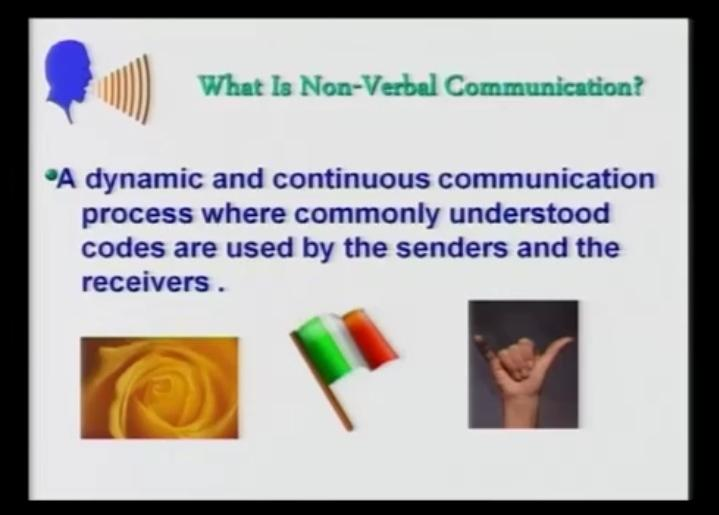 What Is Non-Verbal Communication?
A dynamic and continuous communication
process where commonly understood
codes are used by the senders and the
receivers .